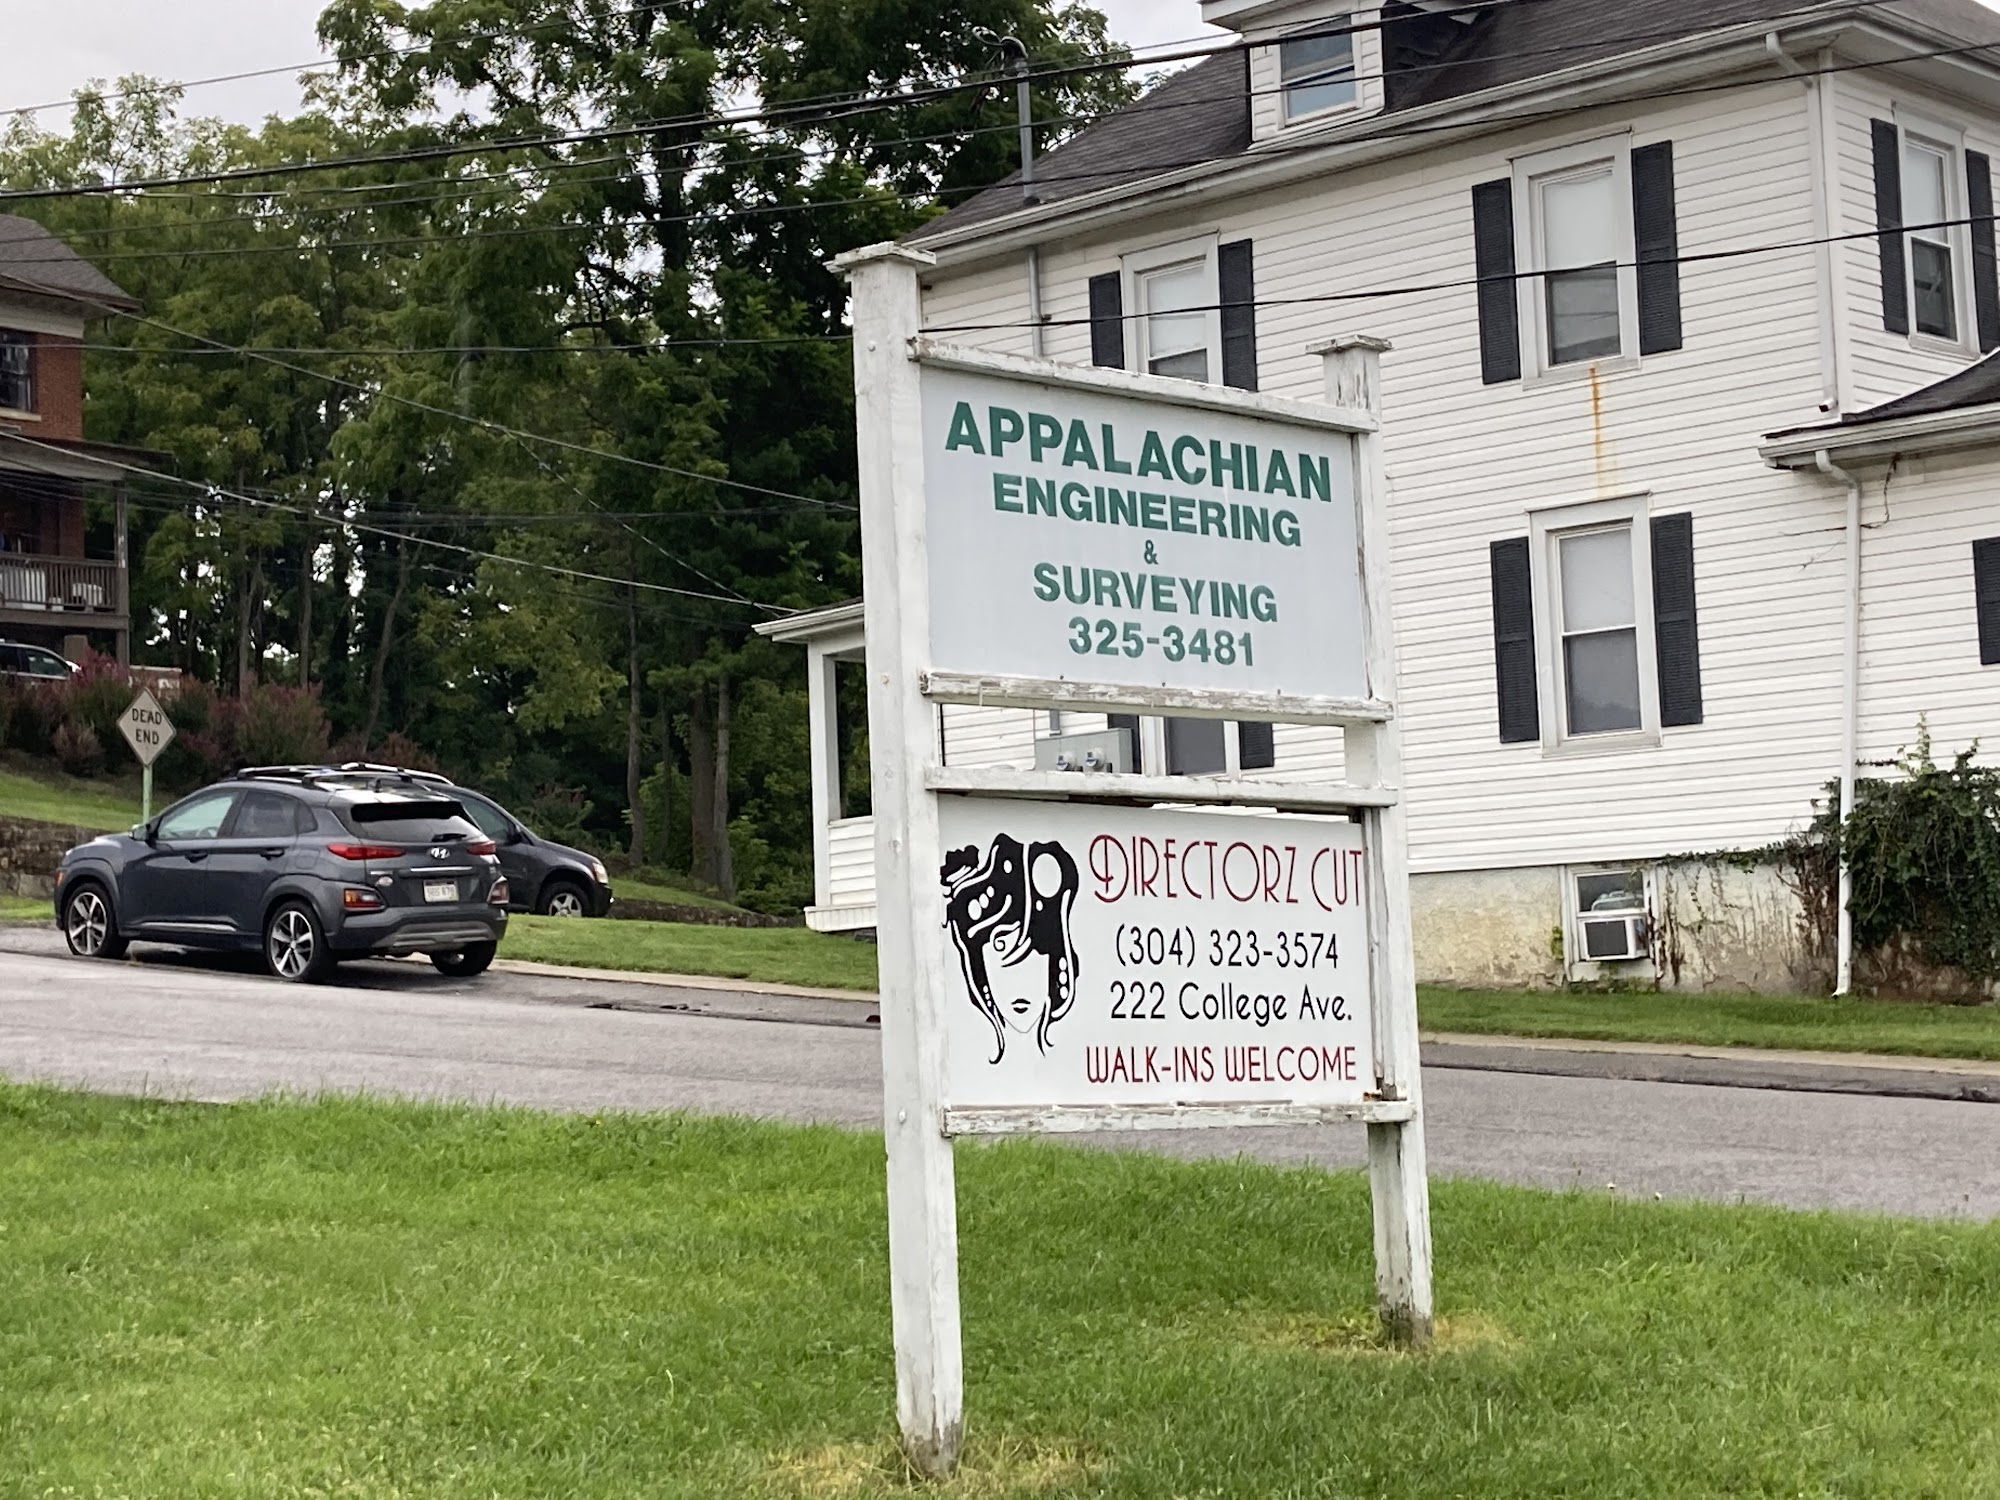 APPALACHIAN
ENGINEERING
&
SURVEYING
325-3481
DIRECTORZ CUT
(304) 323-3574
222 College Ave.
WALK-INS WELCOME
DEAD
END